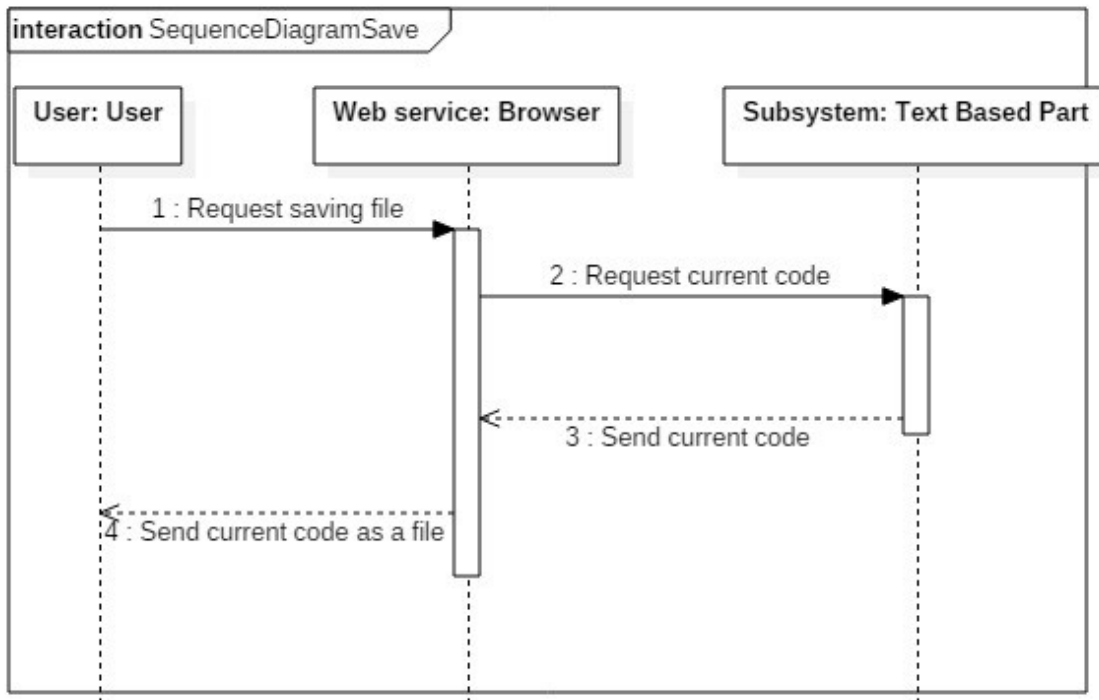 interaction SequenceDiagramSave
User: User
Web service: Browser
Subsystem: Text Based Part
1 : Request saving file
2 : Request current code
3 : Send current code
4 : Send current code as a file